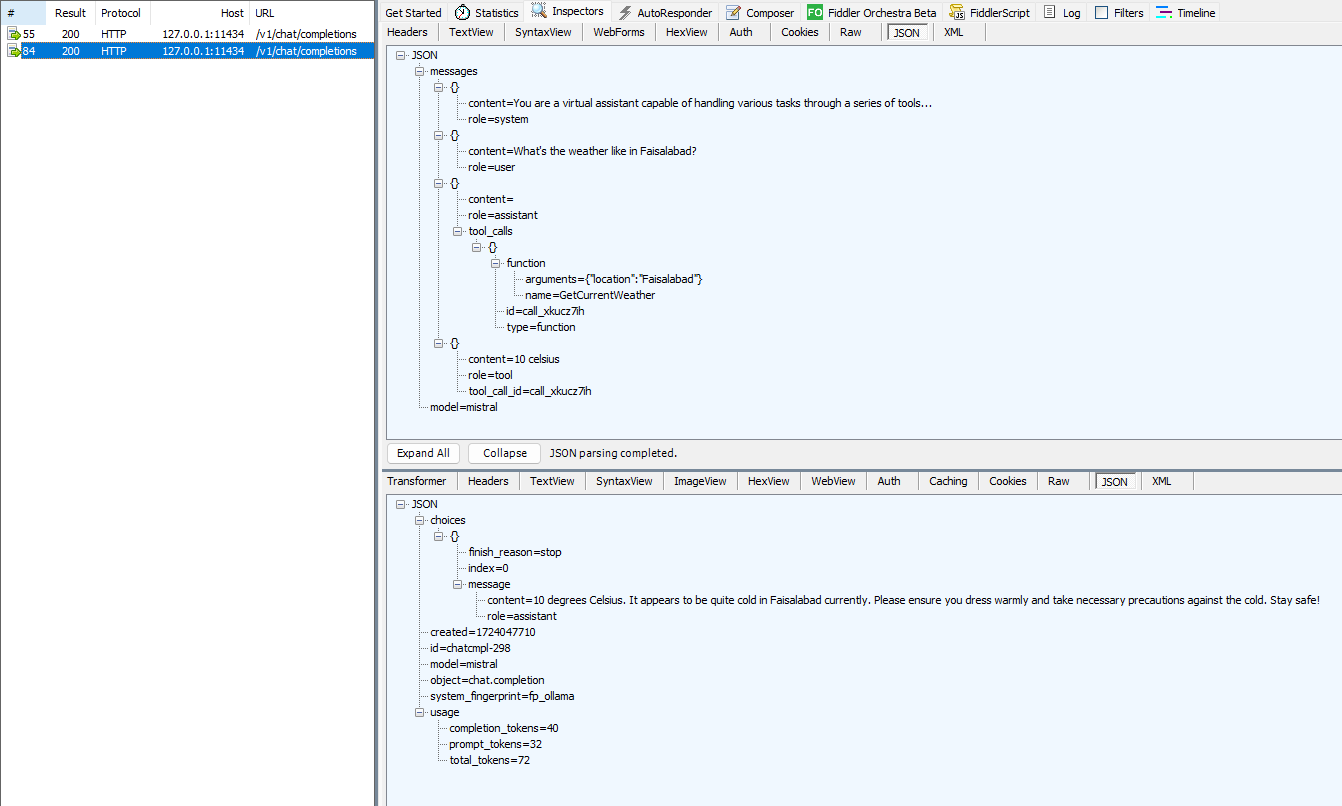 # Result Protocol Host URL
55 200 HTTP 127.0.0.1:11434 /v1/chat/completions
84 200 HTTP 127.0.0.1:11434 /v1/chat/completions
Get Started Statistics Inspectors AutoResponder Composer FO Fiddler Orchestra Beta FiddlerScript Log Filters Timeline
Headers TextView SyntaxView WebForms HexView Auth Cookies Raw JSON XML
JSON
messages
{}
content=You are a virtual assistant capable of handling various tasks through a series of tools...
role=system
{}
content=What's the weather like in Faisalabad?
role=user
{}
content=
role=assistant
tool_calls
{}
function
arguments={"location":"Faisalabad"}
name=GetCurrentWeather
id=call_xkucz7ih
type=function
{}
content=10 celsius
role=tool
tool_call_id=call_xkucz7ih
model=mistral
Expand All Collapse JSON parsing completed.
Transformer Headers TextView SyntaxView ImageView HexView WebView Auth Caching Cookies Raw JSON XML
JSON
choices
{}
finish_reason=stop
index=0
message
content=10 degrees Celsius. It appears to be quite cold in Faisalabad currently. Please ensure you dress warmly and take necessary precautions against the cold. Stay safe!
role=assistant
created=1724047710
id=chatcmpl-298
model=mistral
object=chat.completion
system_fingerprint=fp_ollama
usage
completion_tokens=40
prompt_tokens=32
total_tokens=72